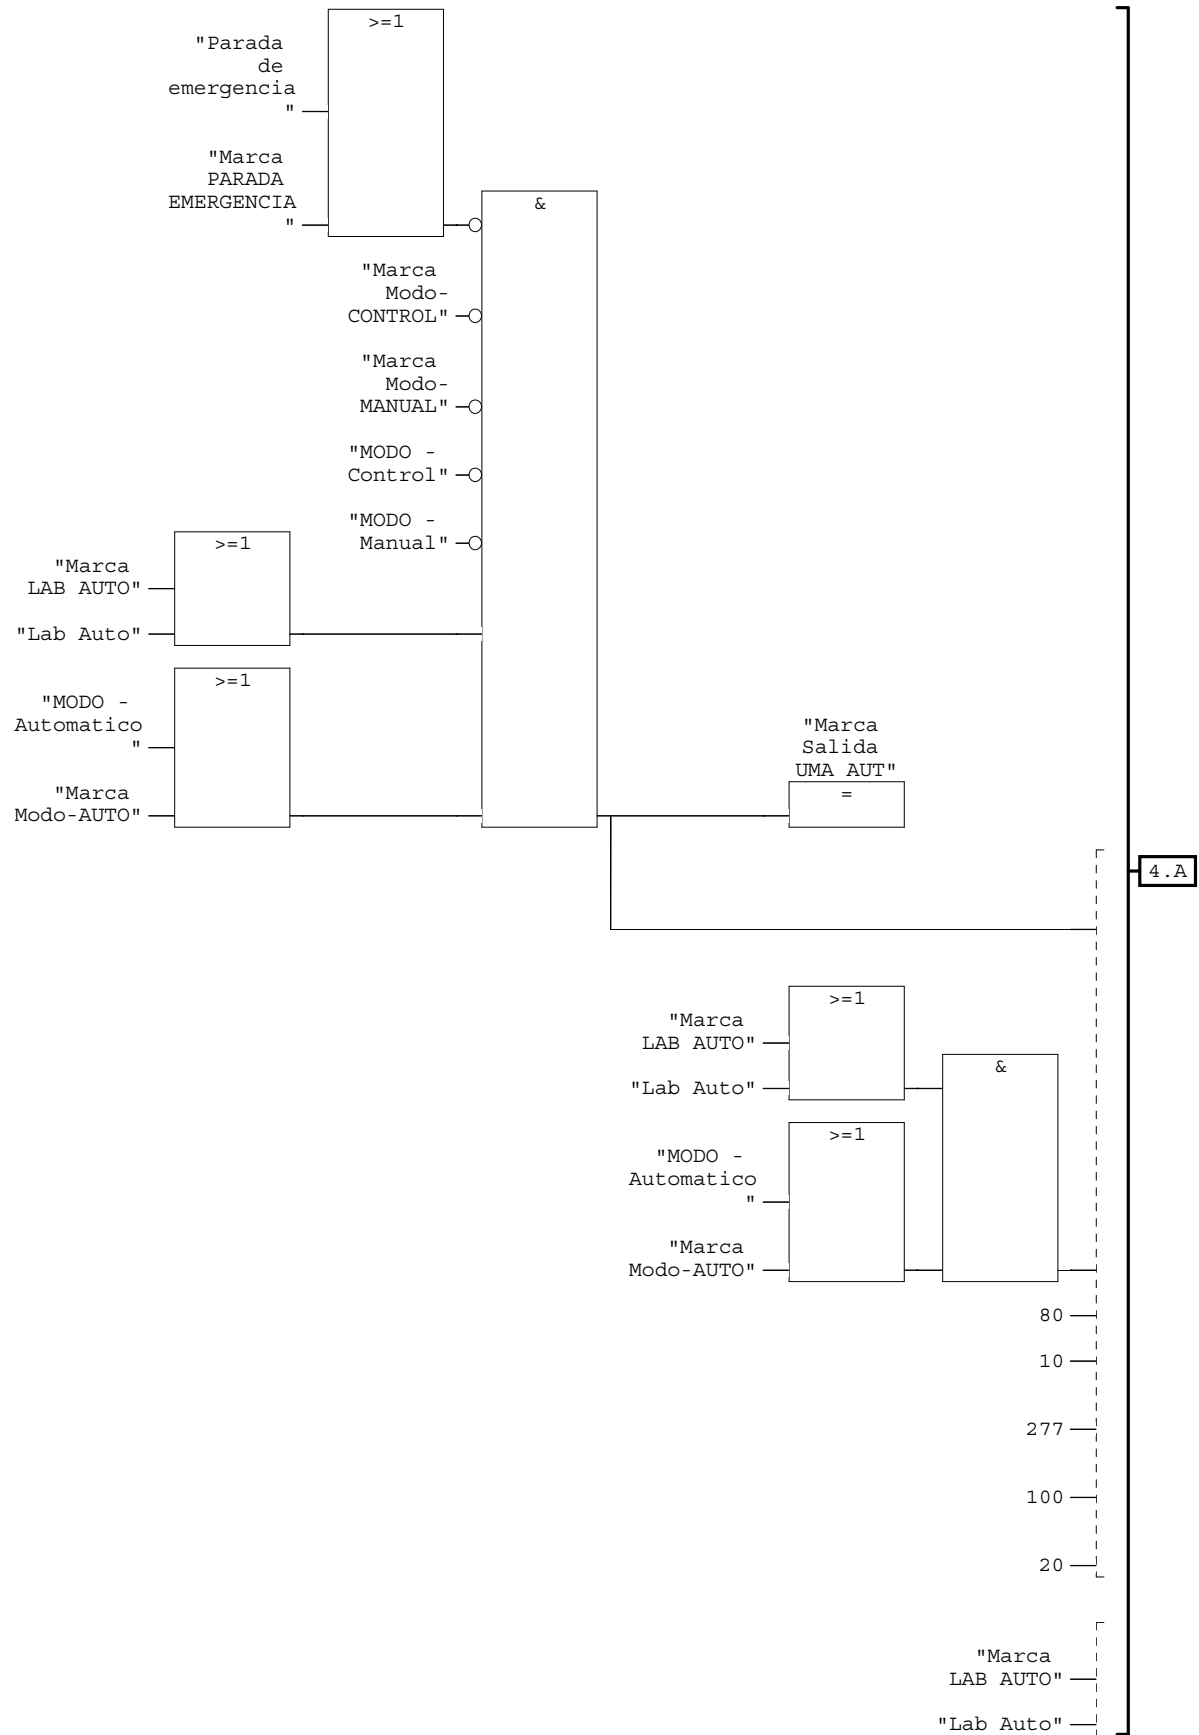 >=1
"Parada
de
emergencia
"
"Marca
PARADA
EMERGENCIA
"
&
"Marca
Modo-
CONTROL"
"Marca
Modo-
MANUAL"
"MODO -
Control"
"MODO -
Manual"
>=1
"Marca
LAB AUTO"
"Lab Auto"
>=1
"MODO -
Automatico
"
"Marca
Modo-AUTO"
"Marca
Salida
UMA AUT"
=
4.A
>=1
"Marca
LAB AUTO"
"Lab Auto"
&
>=1
"MODO -
Automatico
"
"Marca
Modo-AUTO"
80
10
277
100
20
"Marca
LAB AUTO"
"Lab Auto"